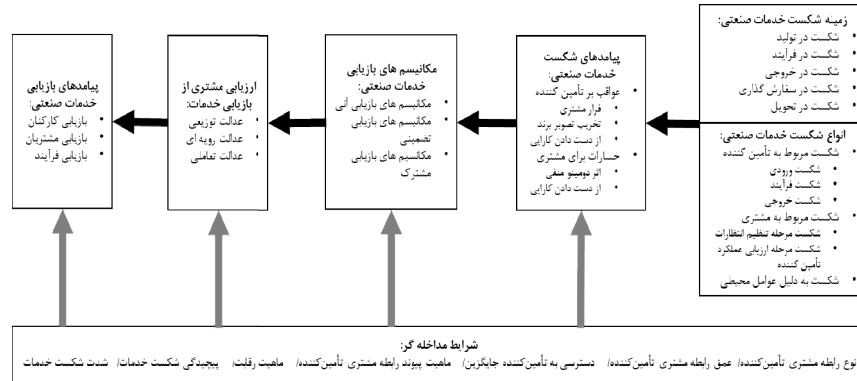 زمینه شکست خدمات صنعتی:
شکست در تولید
شکست در فرآیند
شکست در خروجی
شکست در سفارش گذاری
شکست در تحویل
انواع شکست خدمات صنعتی:
شکست مربوط به تأمین کننده
شکست ورودی
شکست فرآیند
شکست خروجی
شکست مربوط به مشتری
شکست مرحله تنظیم انتظارات
شکست مرحله ارزیابی عملکرد
تأمین کننده
شکست به دلیل عوامل محیطی
پیامدهای شکست
خدمات صنعتی:
عواقب بر تأمین کننده
فرار مشتری
تخریب تصویر برند
از دست دادن کارایی
خسارات برای مشتری
اثر دومینو منفی
از دست دادن کارایی
مکانیسم های بازیابی
خدمات صنعتی:
مکانیسم های بازیابی آنی
مکانیسم های بازیابی
تضمینی
مکانسیم های بازیابی
مشترک
ارزیابی مشتری از
بازیابی خدمات:
عدالت توزیعی
عدالت رویه ای
عدالت تعاملی
پیامدهای بازیابی
خدمات صنعتی:
بازیابی کارکنان
بازیابی مشتریان
بازیابی فرآیند
شرایط مداخله گر:
نوع رابطه مشتری تأمین‌کننده/ عمق رابطه مشتری تأمین‌کننده/ دسترسی به تأمین‌کننده جایگزین/ ماهیت پیوند رابطه مشتری تأمین‌کننده/ ماهیت رقابت/ پیچیدگی شکست خدمات/ شدت شکست خدمات